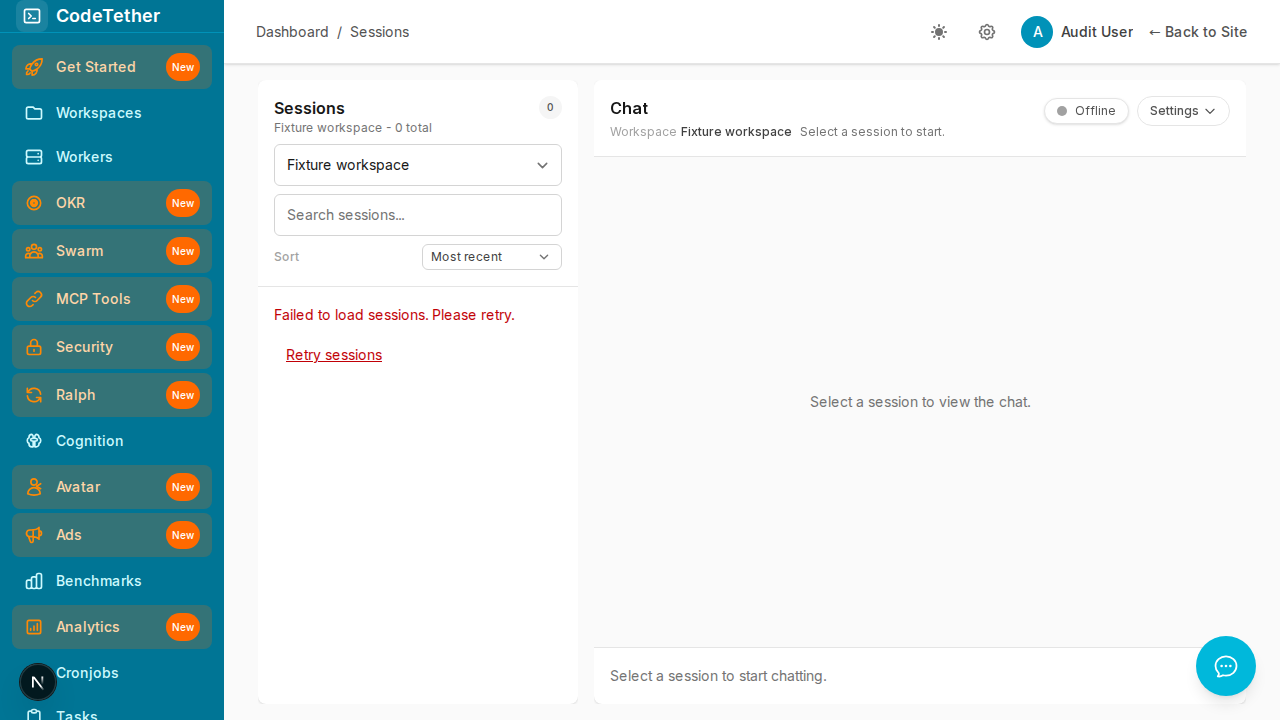 CodeTether
Get Started New
Workspaces
Workers
OKR New
Swarm New
MCP Tools New
Security New
Ralph New
Cognition
Avatar New
Ads New
Benchmarks
Analytics New
Cronjobs
Tasks
N
Dashboard / Sessions
A Audit User ← Back to Site
Sessions 0
Fixture workspace - 0 total
Fixture workspace
Search sessions...
Sort Most recent
Failed to load sessions. Please retry.
Retry sessions
Chat
Workspace Fixture workspace Select a session to start.
Offline Settings
Select a session to view the chat.
Select a session to start chatting.